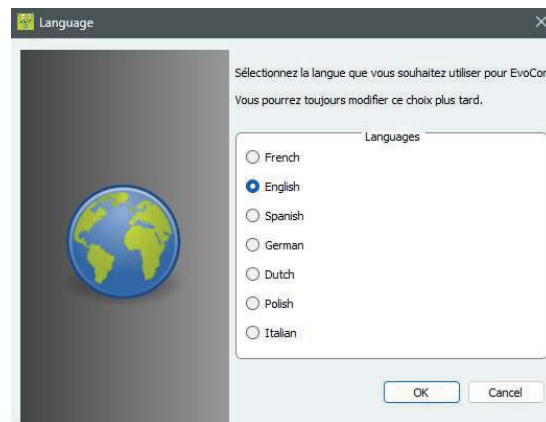 Language
Sélectionnez la langue que vous souhaitez utiliser pour
Vous pourrez toujours modifier ce choix plus tard.
Languages
French
English
Spanish
German
Dutch
Polish
Italian
OK
Cancel